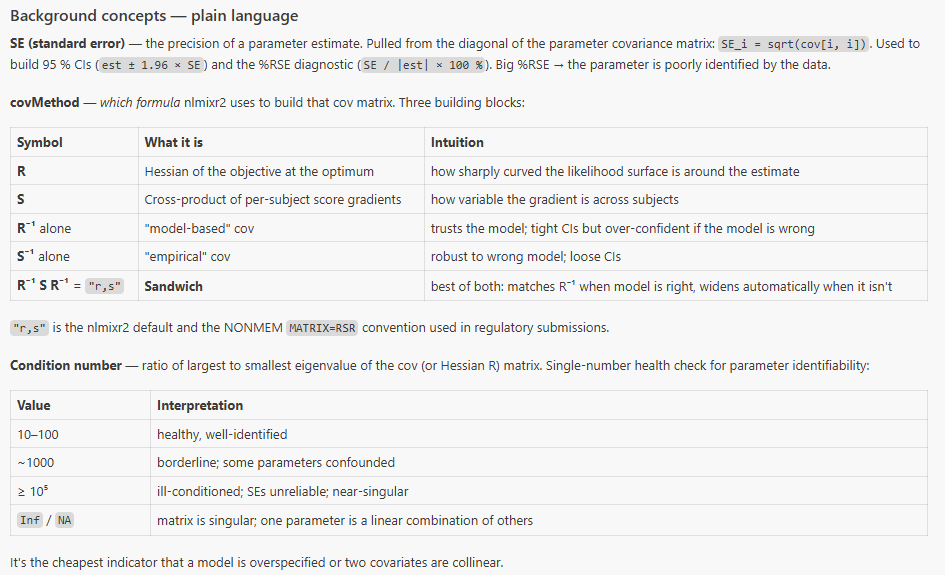 Background concepts — plain language
SE (standard error) — the precision of a parameter estimate. Pulled from the diagonal of the parameter covariance matrix: SE_i = sqrt(cov[i, i]). Used to
build 95 % CIs (est ± 1.96 × SE) and the %RSE diagnostic (SE / |est| × 100 %). Big %RSE → the parameter is poorly identified by the data.
covMethod — which formula nlmixr2 uses to build that cov matrix. Three building blocks:
Symbol What it is Intuition
R Hessian of the objective at the optimum how sharply curved the likelihood surface is around the estimate
S Cross-product of per-subject score gradients how variable the gradient is across subjects
R⁻¹ alone "model-based" cov trusts the model; tight CIs but over-confident if the model is wrong
S⁻¹ alone "empirical" cov robust to wrong model; loose CIs
R⁻¹ S R⁻¹ = "r,s" Sandwich best of both: matches R⁻¹ when model is right, widens automatically when it isn't
"r,s" is the nlmixr2 default and the NONMEM MATRIX=RSR convention used in regulatory submissions.
Condition number — ratio of largest to smallest eigenvalue of the cov (or Hessian R) matrix. Single-number health check for parameter identifiability:
Value Interpretation
10–100 healthy, well-identified
~1000 borderline; some parameters confounded
≥ 10⁵ ill-conditioned; SEs unreliable; near-singular
Inf / NA matrix is singular; one parameter is a linear combination of others
It's the cheapest indicator that a model is overspecified or two covariates are collinear.